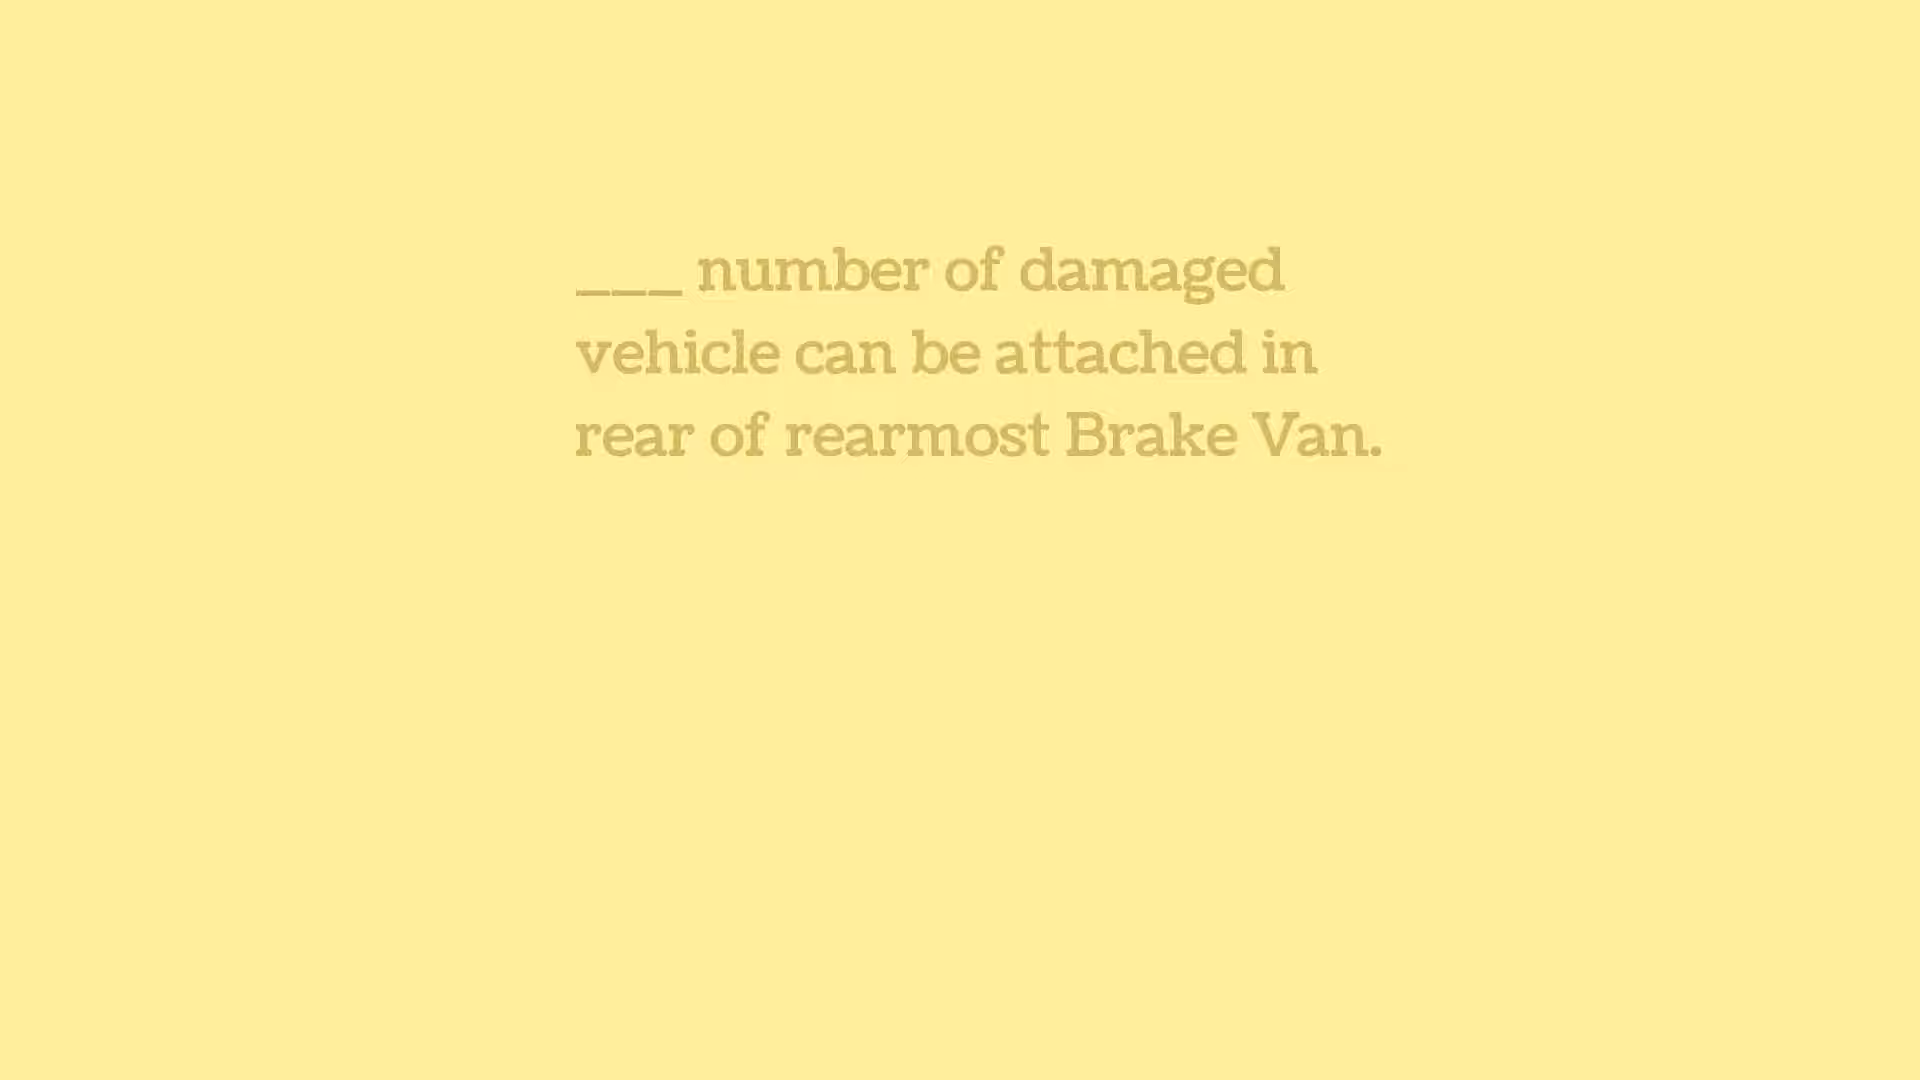 ___ number of damaged
vehicle can be attached in
rear of rearmost Brake Van.